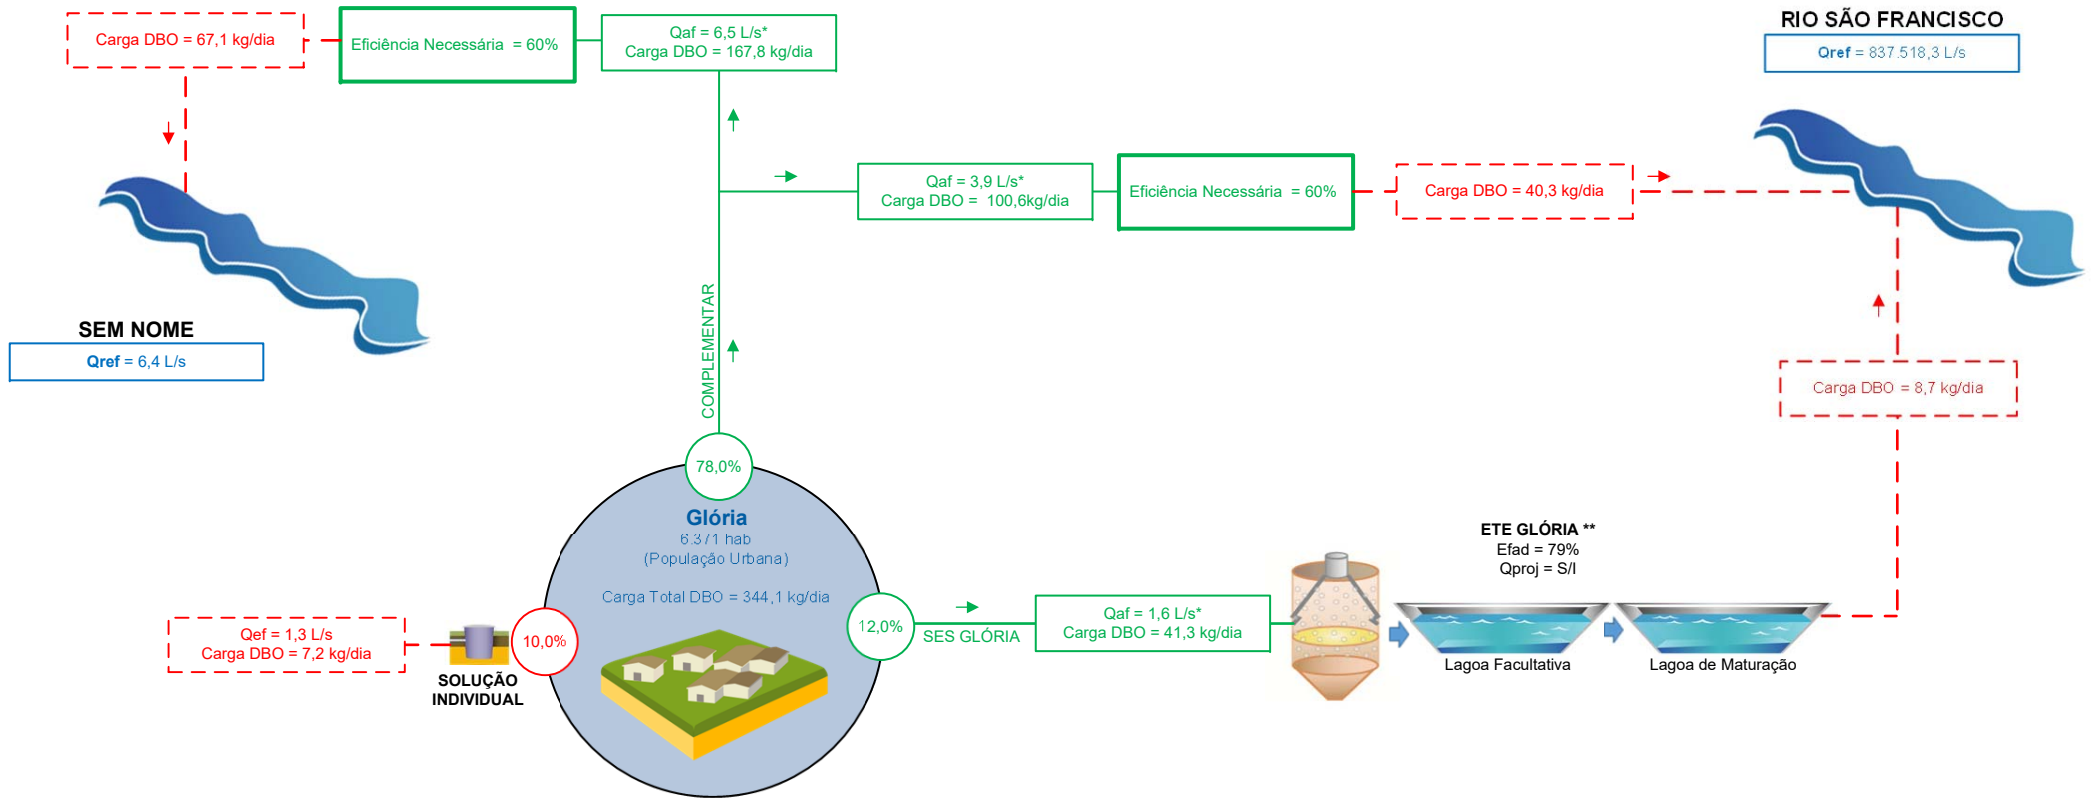 RIO SÃO FRANCISCO
Qref = 837.518,3 L/s
Carga DBO = 67,1 kg/dia
Eficiência Necessária = 60%
Qaf = 6,5 L/s*
Carga DBO = 167,8 kg/dia
Qaf = 3,9 L/s*
Carga DBO = 100,6kg/dia
Eficiência Necessária = 60%
Carga DBO = 40,3 kg/dia
SEM NOME
Qref = 6,4 L/s
COMPLEMENTAR
Carga DBO = 8,7 kg/dia
78,0%
Glória
6.371 hab
(População Urbana)
Carga Total DBO = 344,1 kg/dia
ETE GLÓRIA **
Efad = 79%
Qproj = S/I
Qef = 1,3 L/s
Carga DBO = 7,2 kg/dia
10,0%
SOLUÇÃO
INDIVIDUAL
12,0%
SES GLÓRIA
Qaf = 1,6 L/s*
Carga DBO = 41,3 kg/dia
Lagoa Facultativa
Lagoa de Maturação